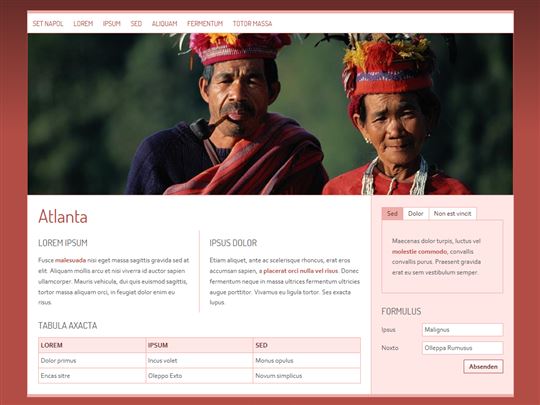 SET NAPOL LOREM IPSUM SED ALIQUAM FERMENTUM TOTOR MASSA
Atlanta
LOREM IPSUM
Fusce malesuada nisi eget massa sagittis gravida sed at
elit. Aliquam mollis arcu et nisi viverra id auctor sapien
ullamcorper. Mauris vehicula, dui quis euismod sagittis,
tortor massa aliquam orci, in feugiat dolor enim eu
risus.
IPSUS DOLOR
Etiam aliquet, ante ac scelerisque rhoncus, erat eros
accumsan sapien, a placerat orci nulla vel risus. Donec
fermentum neque in massa ultrices fermentum ultricies
augue porttitor. Vivamus eu ligula tortor. Ses exacta
lupus.
TABULA AXACTA
LOREM IPSUM SED
Dolor primus Incus volet Monus opulus
Encas sitre Oleppo Exto Novum simplicus
Sed Dolor Non est vincit
Maecenas dolor turpis, luctus vel
molestie commodo, convallis
convallis purus. Praesent gravida
erat eu sem vestibulum semper.
FORMULUS
Ipsus Malignus
Noxto Olleppa Rumusus
Absenden